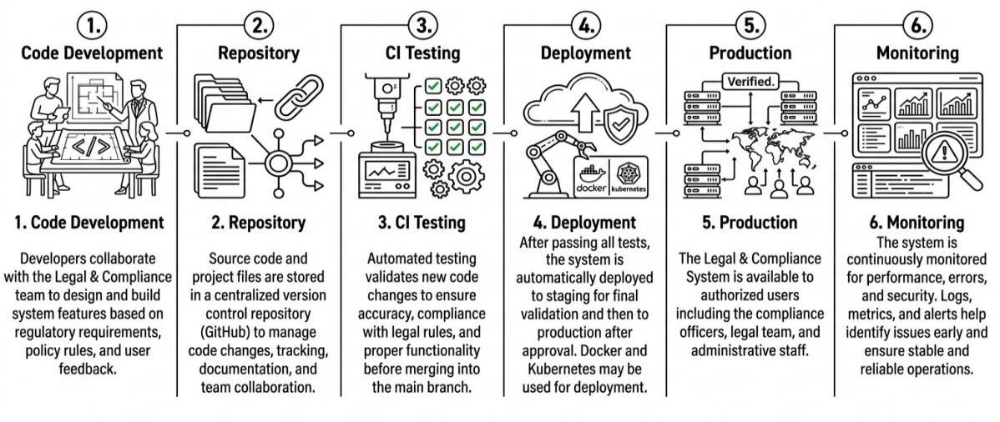 1.
Code Development
</>
1. Code Development
Developers collaborate
with the Legal & Compliance
team to design and build
system features based on
regulatory requirements,
policy rules, and user
feedback.
2.
Repository
2. Repository
Source code and
project files are stored
in a centralized version
control repository
(GitHub) to manage
code changes, tracking,
documentation, and
team collaboration.
3.
CI Testing
3. CI Testing
Automated testing
validates new code
changes to ensure
accuracy, compliance
with legal rules, and
proper functionality
before merging into
the main branch.
4.
Deployment
docker
kubernetes
4. Deployment
After passing all tests,
the system is
automatically deployed
to staging for final
validation and then to
production after
approval. Docker and
Kubernetes may be
used for deployment.
5.
Production
Verified.
5. Production
The Legal & Compliance
System is available to
authorized users
including the compliance
officers, legal team, and
administrative staff.
6.
Monitoring
6. Monitoring
The system is
continuously monitored
for performance, errors,
and security. Logs,
metrics, and alerts help
identify issues early and
ensure stable and
reliable operations.